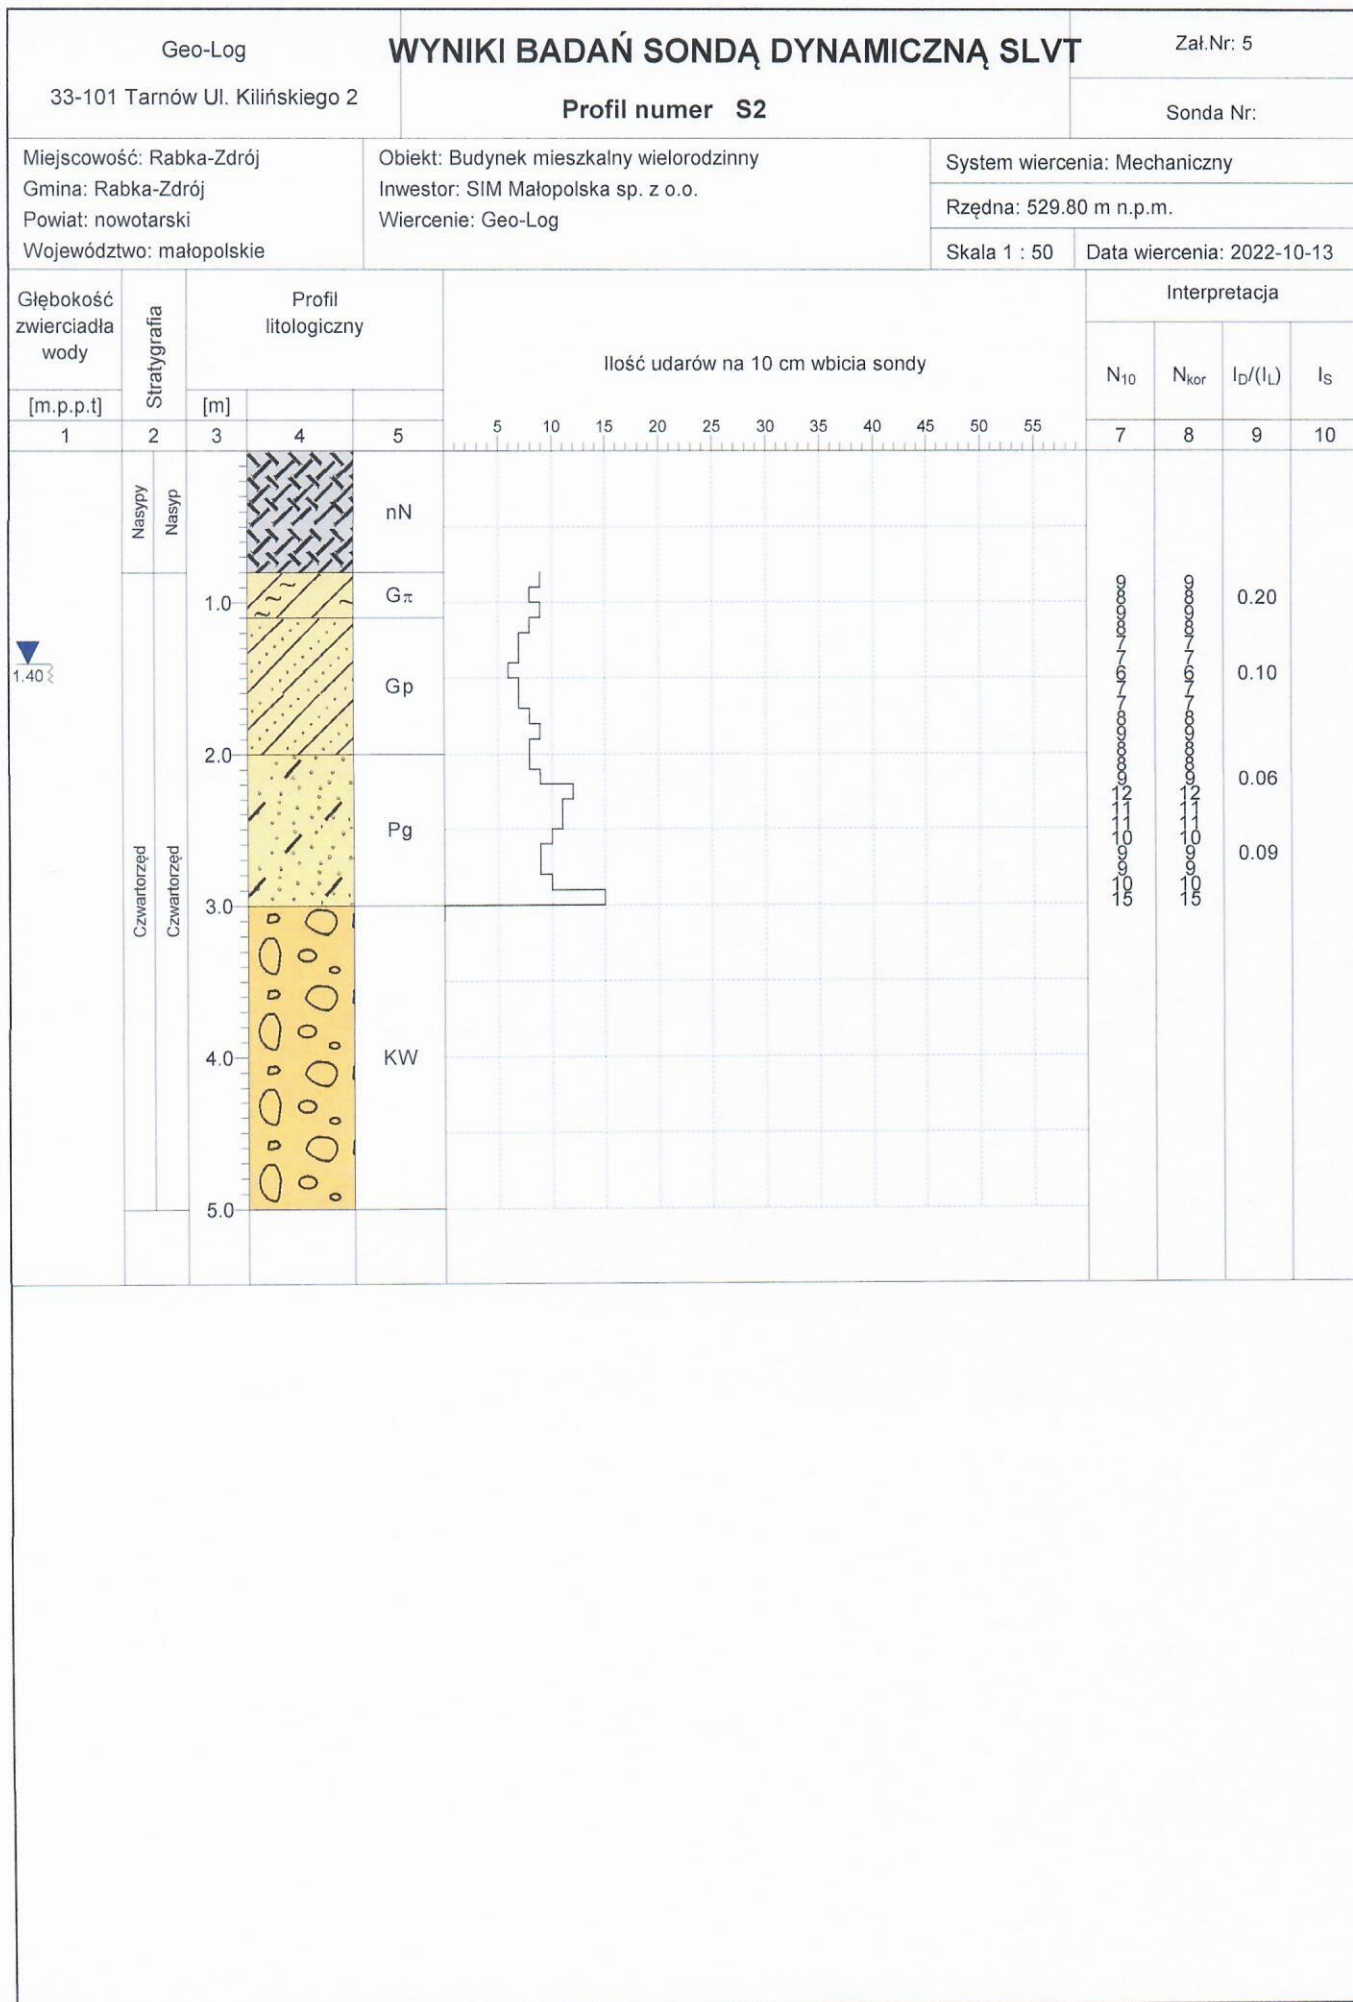 Geo-Log
33-101 Tarnów Ul. Kilińskiego 2
WYNIKI BADAŃ SONDĄ DYNAMICZNĄ SLVT
Profil numer S2
Zał.Nr: 5
Sonda Nr:
Miejscowość: Rabka-Zdrój
Gmina: Rabka-Zdrój
Powiat: nowotarski
Województwo: małopolskie
Obiekt: Budynek mieszkalny wielorodzinny
Inwestor: SIM Małopolska sp. z o.o.
Wiercenie: Geo-Log
System wiercenia: Mechaniczny
Rzędna: 529.80 m n.p.m.
Skala 1 : 50
Data wiercenia: 2022-10-13
Głębokość
zwierciadła
wody
[m.p.p.t]
Stratygrafia
Profil
litologiczny
[m]
Ilość udarów na 10 cm wbicia sondy
Interpretacja
N10
Nkor
ID/(IL)
IS
1 2 3 4 5
5 10 15 20 25 30 35 40 45 50 55
7 8 9 10
Nasypy
Nasyp
nN
1.0
Gπ
1.40
Gp
2.0
Pg
3.0
Czwartorzęd
Czwartorzęd
4.0
KW
5.0
9 9
8 8
9 9 0.20
8 8
7 7
7 7
6 6 0.10
7 7
7 7
8 8
9 9
8 8
8 8
9 9 0.06
12 12
11 11
11 11
10 10
9 9 0.09
9 9
10 10
15 15